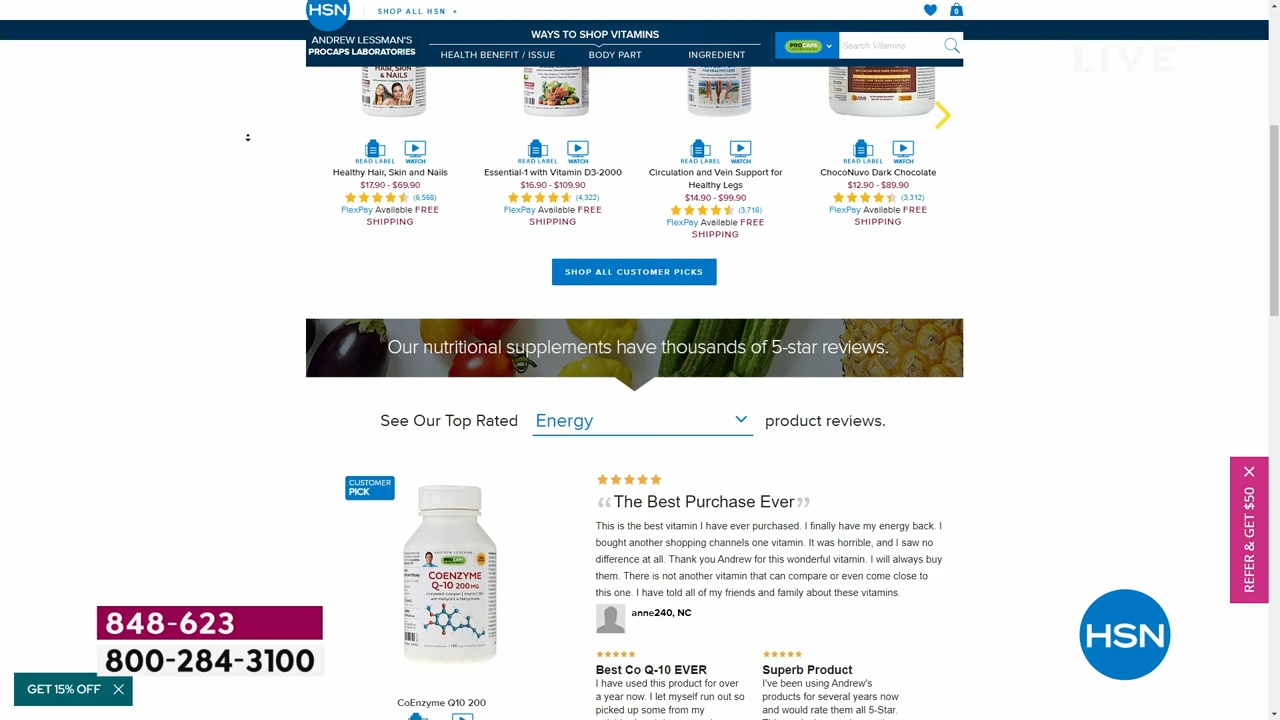 HSN
SHOP ALL HSN +
0
ANDREW LESSMAN'S
PROCAPS LABORATORIES
WAYS TO SHOP VITAMINS
HEALTH BENEFIT / ISSUE
BODY PART
INGREDIENT
PROCAPS
Search Vitamins
LIVE
HAIR, SKIN
& NAILS
READ LABEL
WATCH
READ LABEL
WATCH
READ LABEL
WATCH
READ LABEL
WATCH
Healthy Hair, Skin and Nails
$17.90 - $69.90
(6,568)
FlexPay Available FREE
SHIPPING
Essential-1 with Vitamin D3-2000
$16.90 - $109.90
(4,322)
FlexPay Available FREE
SHIPPING
Circulation and Vein Support for
Healthy Legs
$14.90 - $99.90
(3,716)
FlexPay Available FREE
SHIPPING
ChocoNuvo Dark Chocolate
$12.90 - $89.90
(3,312)
FlexPay Available FREE
SHIPPING
SHOP ALL CUSTOMER PICKS
Our nutritional supplements have thousands of 5-star reviews.
See Our Top Rated Energy product reviews.
CUSTOMER
PICK
ANDREW LESSMAN
PROCAPS
COENZYME
Q-10 200 MG
CoEnzyme Q10 200
“The Best Purchase Ever”
This is the best vitamin I have ever purchased. I finally have my energy back. I
bought another shopping channels one vitamin. It was horrible, and I saw no
difference at all. Thank you Andrew for this wonderful vitamin. I will always buy
them. There is not another vitamin that can compare or even come close to
this one. I have told all of my friends and family about these vitamins.
anne240, NC
Best Co Q-10 EVER
I have used this product for over
a year now. I let myself run out so
picked up some from my
Superb Product
I've been using Andrew's
products for several years now
and would rate them all 5-Star.
REFER & GET $50
HSN
848-623
800-284-3100
GET 15% OFF